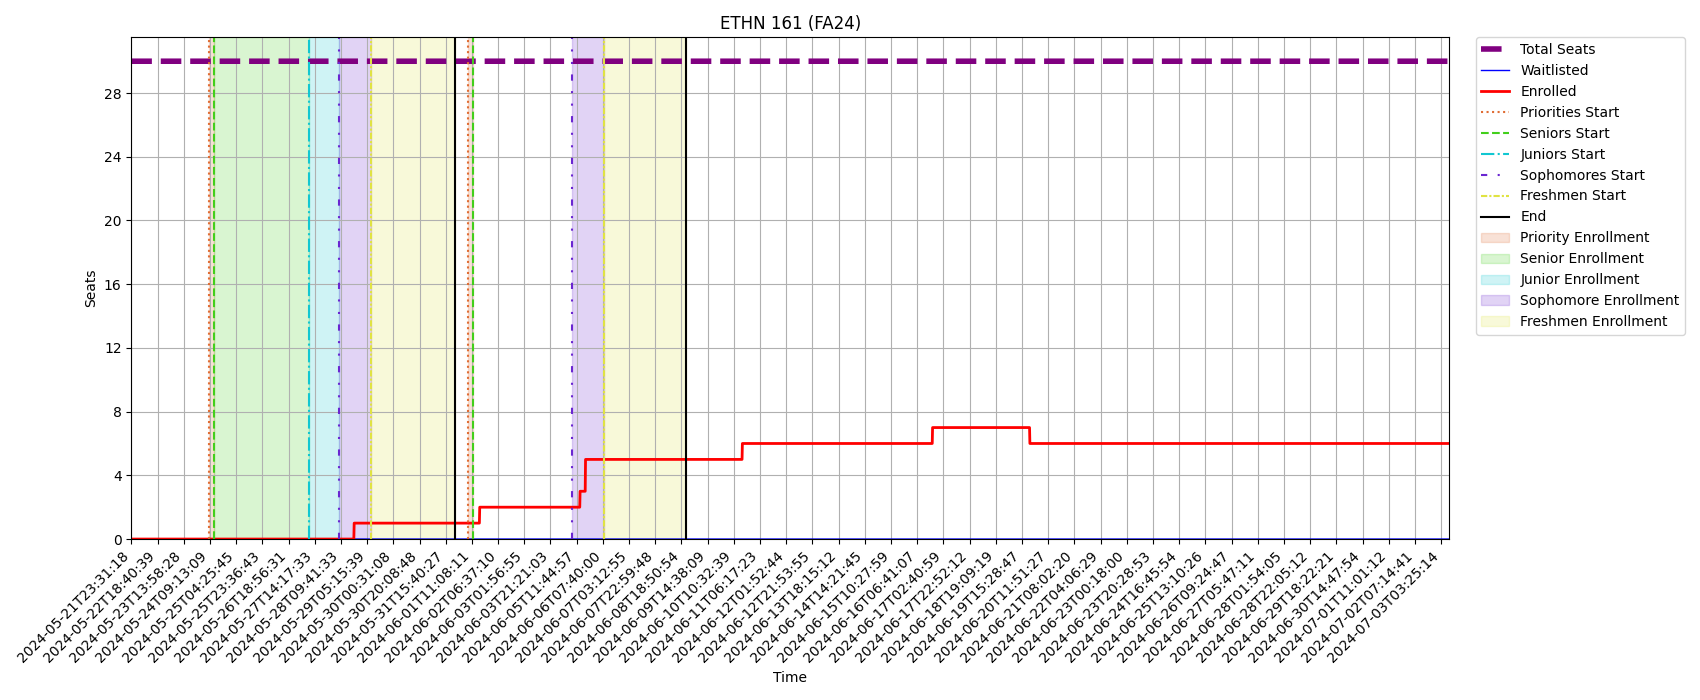 ETHN 161 (FA24)
Total Seats
Waitlisted
Enrolled
Priorities Start
Seniors Start
Juniors Start
Sophomores Start
Freshmen Start
End
Priority Enrollment
Senior Enrollment
Junior Enrollment
Sophomore Enrollment
Freshmen Enrollment
Seats
28
24
20
16
12
8
4
0
2024-05-21T23:31:18
2024-05-22T18:40:39
2024-05-23T13:58:28
2024-05-24T09:13:09
2024-05-25T04:25:45
2024-05-25T23:36:43
2024-05-26T18:56:31
2024-05-27T14:17:33
2024-05-28T09:41:33
2024-05-29T05:15:39
2024-05-30T00:31:08
2024-05-30T20:08:48
2024-05-31T15:40:27
2024-06-01T11:08:11
2024-06-02T06:37:10
2024-06-03T01:56:55
2024-06-03T21:21:03
2024-06-05T11:44:57
2024-06-06T07:40:00
2024-06-07T03:12:55
2024-06-07T22:59:48
2024-06-08T18:50:54
2024-06-09T14:38:09
2024-06-10T10:32:39
2024-06-11T06:17:23
2024-06-12T01:52:44
2024-06-12T21:53:55
2024-06-13T18:15:12
2024-06-14T14:21:45
2024-06-15T10:27:59
2024-06-16T06:41:07
2024-06-17T02:40:59
2024-06-17T22:52:12
2024-06-18T19:09:19
2024-06-19T15:28:47
2024-06-20T11:51:27
2024-06-21T08:02:20
2024-06-22T04:06:29
2024-06-23T00:18:00
2024-06-23T20:28:53
2024-06-24T16:45:54
2024-06-25T13:10:26
2024-06-26T09:24:47
2024-06-27T05:47:11
2024-06-28T01:54:05
2024-06-28T22:05:12
2024-06-29T18:22:21
2024-06-30T14:47:54
2024-07-01T11:01:12
2024-07-02T07:14:41
2024-07-03T03:25:14
Time